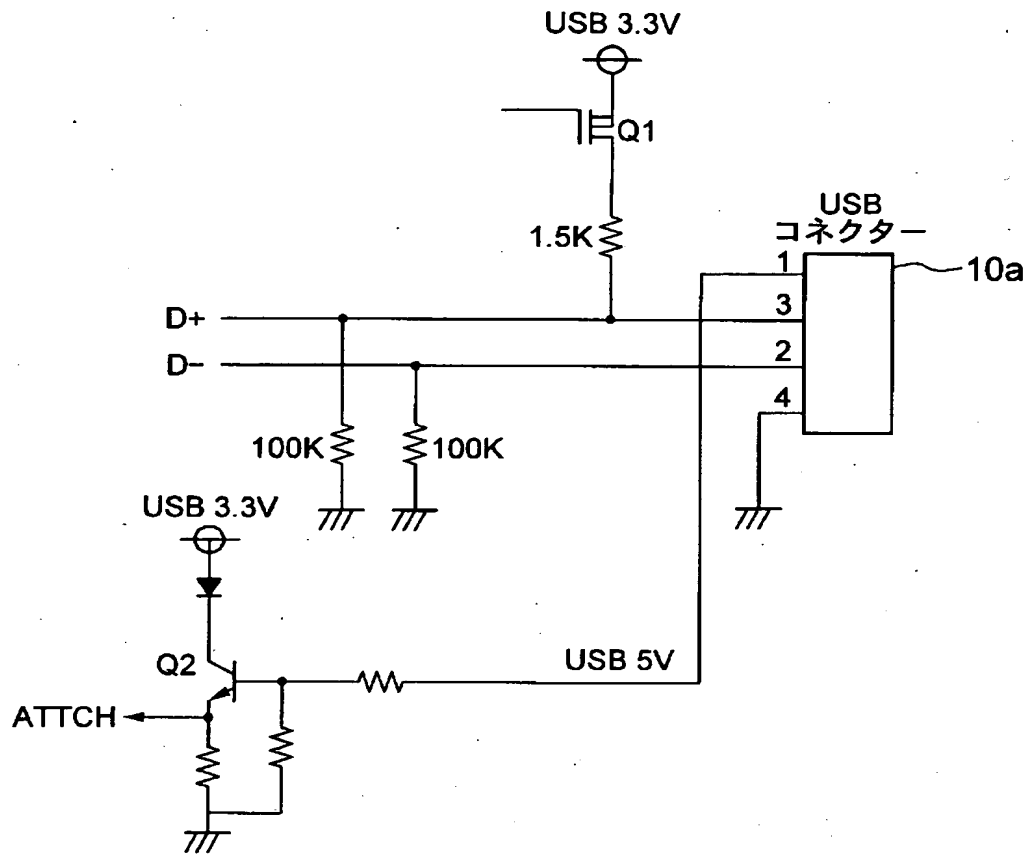 USB 3.3V
Q1
1.5K
USB
コネクター
10a
1
D+
3
D−
2
4
100K
100K
USB 3.3V
Q2
USB 5V
ATTCH